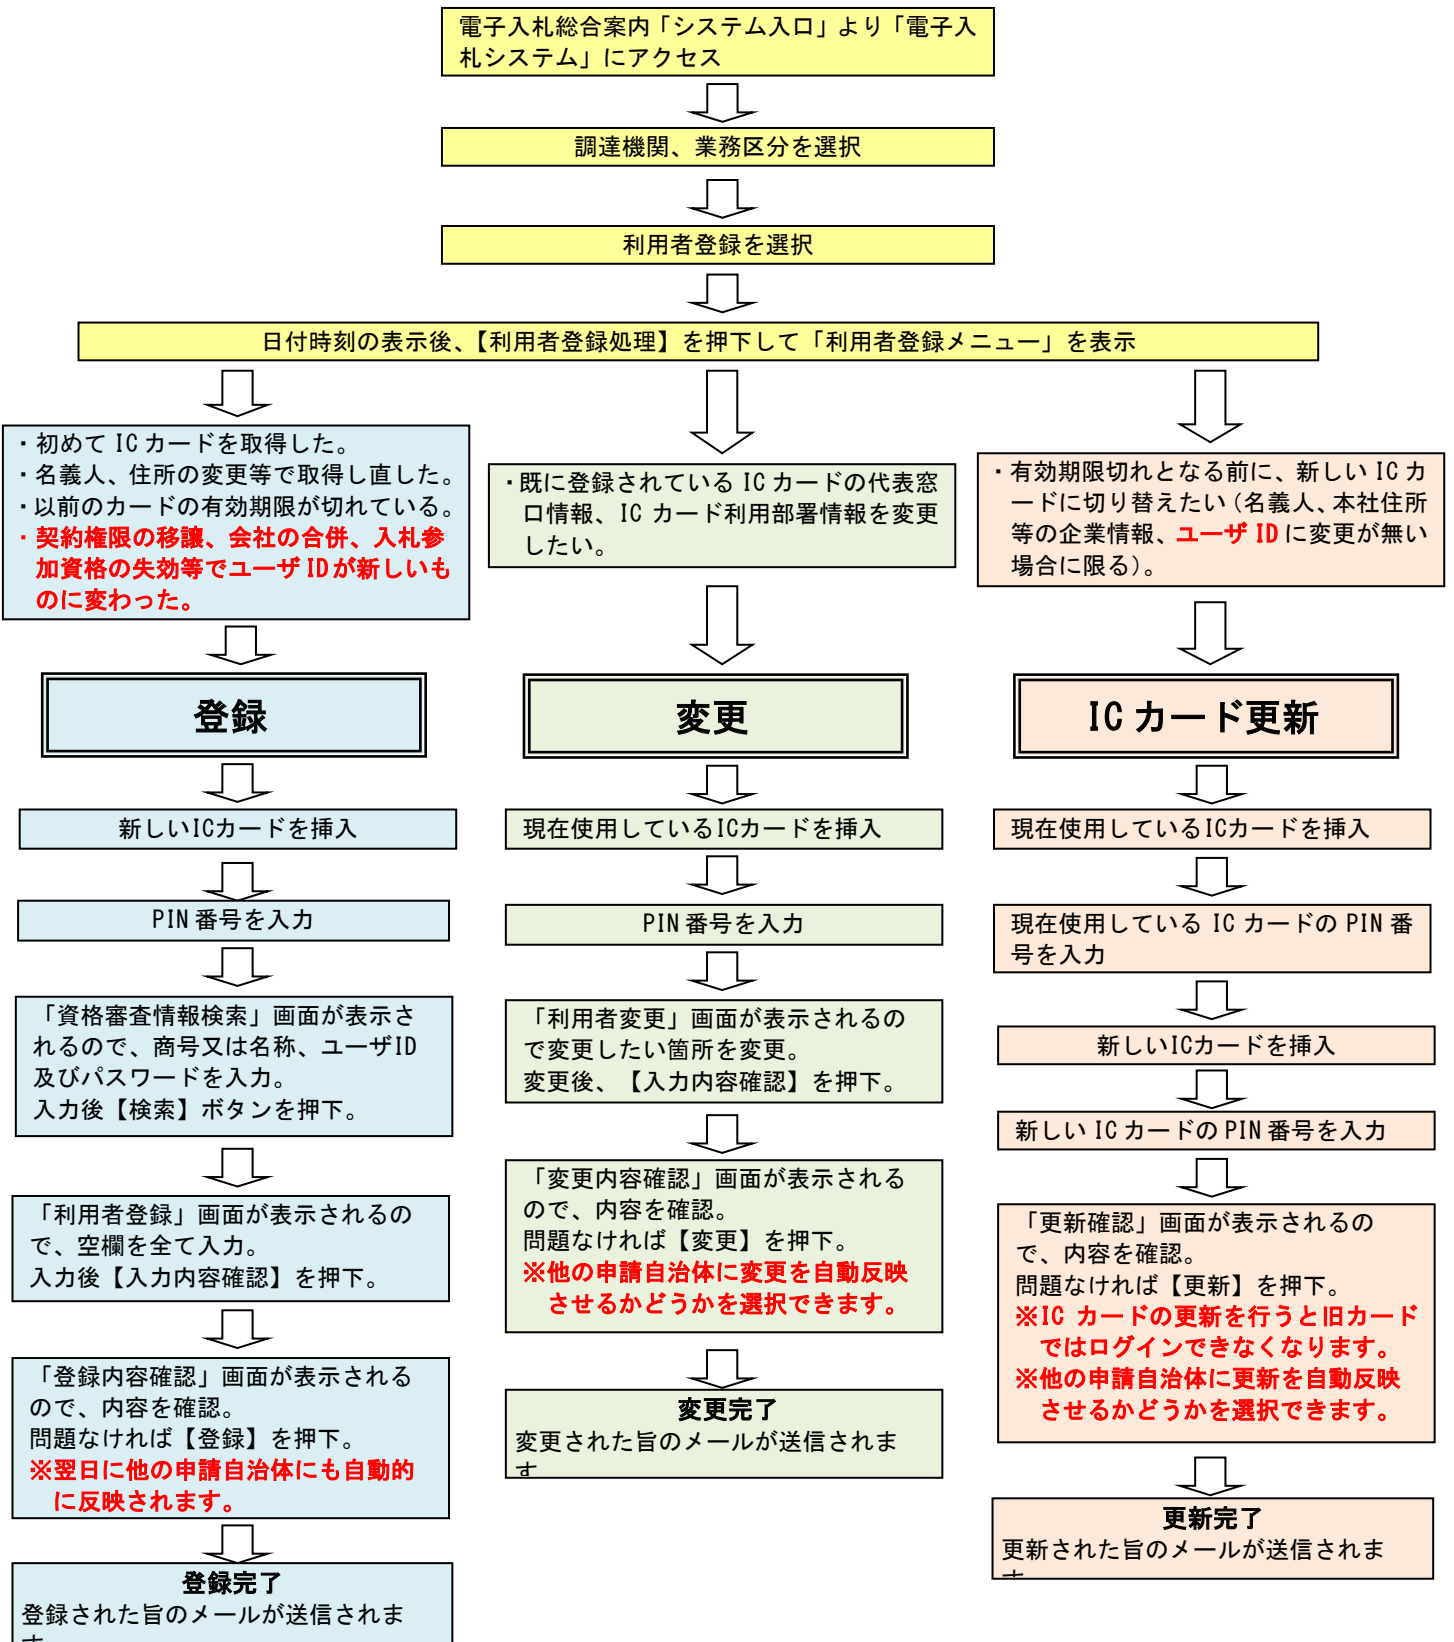 電子入札総合案内「システム入口」より「電子入
札システム」にアクセス
調達機関、業務区分を選択
利用者登録を選択
日付時刻の表示後、【利用者登録処理】を押下して「利用者登録メニュー」を表示
・初めて IC カードを取得した。
・名義人、住所の変更等で取得し直した。
・以前のカードの有効期限が切れている。
・契約権限の移譲、会社の合併、入札参
加資格の失効等でユーザ ID が新しいも
のに変わった。
登録
新しいICカードを挿入
PIN 番号を入力
「資格審査情報検索」画面が表示さ
れるので、商号又は名称、ユーザID
及びパスワードを入力。
入力後【検索】ボタンを押下。
「利用者登録」画面が表示されるの
で、空欄を全て入力。
入力後【入力内容確認】を押下。
「登録内容確認」画面が表示される
ので、内容を確認。
問題なければ【登録】を押下。
※翌日に他の申請自治体にも自動的
に反映されます。
登録完了
登録された旨のメールが送信されま
す
・既に登録されている IC カードの代表窓
口情報、IC カード利用部署情報を変更
したい。
変更
現在使用しているICカードを挿入
PIN 番号を入力
「利用者変更」画面が表示されるの
で変更したい箇所を変更。
変更後、【入力内容確認】を押下。
「変更内容確認」画面が表示される
ので、内容を確認。
問題なければ【変更】を押下。
※他の申請自治体に変更を自動反映
させるかどうかを選択できます。
変更完了
変更された旨のメールが送信されま
す
・有効期限切れとなる前に、新しい IC カ
ードに切り替えたい（名義人、本社住所
等の企業情報、ユーザ ID に変更が無い
場合に限る）。
IC カード更新
現在使用しているICカードを挿入
現在使用している IC カードの PIN 番
号を入力
新しいICカードを挿入
新しい IC カードの PIN 番号を入力
「更新確認」画面が表示されるの
で、内容を確認。
問題なければ【更新】を押下。
※IC カードの更新を行うと旧カード
ではログインできなくなります。
※他の申請自治体に更新を自動反映
させるかどうかを選択できます。
更新完了
更新された旨のメールが送信されま